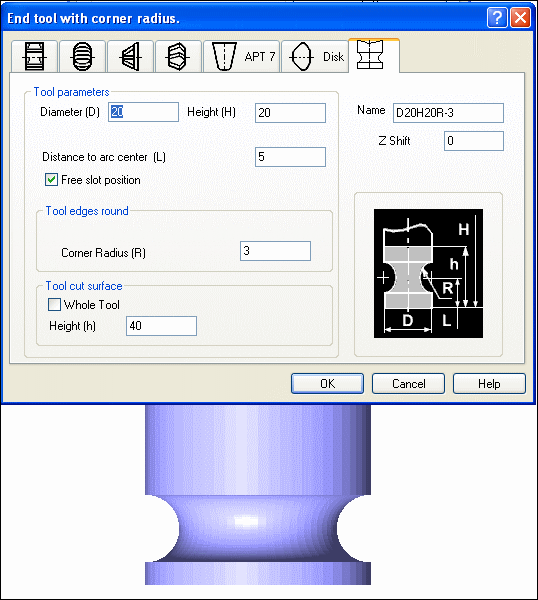 End tool with corner radius.
APT 7 Disk
Tool parameters
Diameter (D) 20 Height (H) 20
Name D20H20R-3
Z Shift 0
Distance to arc center (L) 5
Free slot position
Tool edges round
Corner Radius (R) 3
Tool cut surface
Whole Tool
Height (h) 40
H
h
R
D L
OK Cancel Help